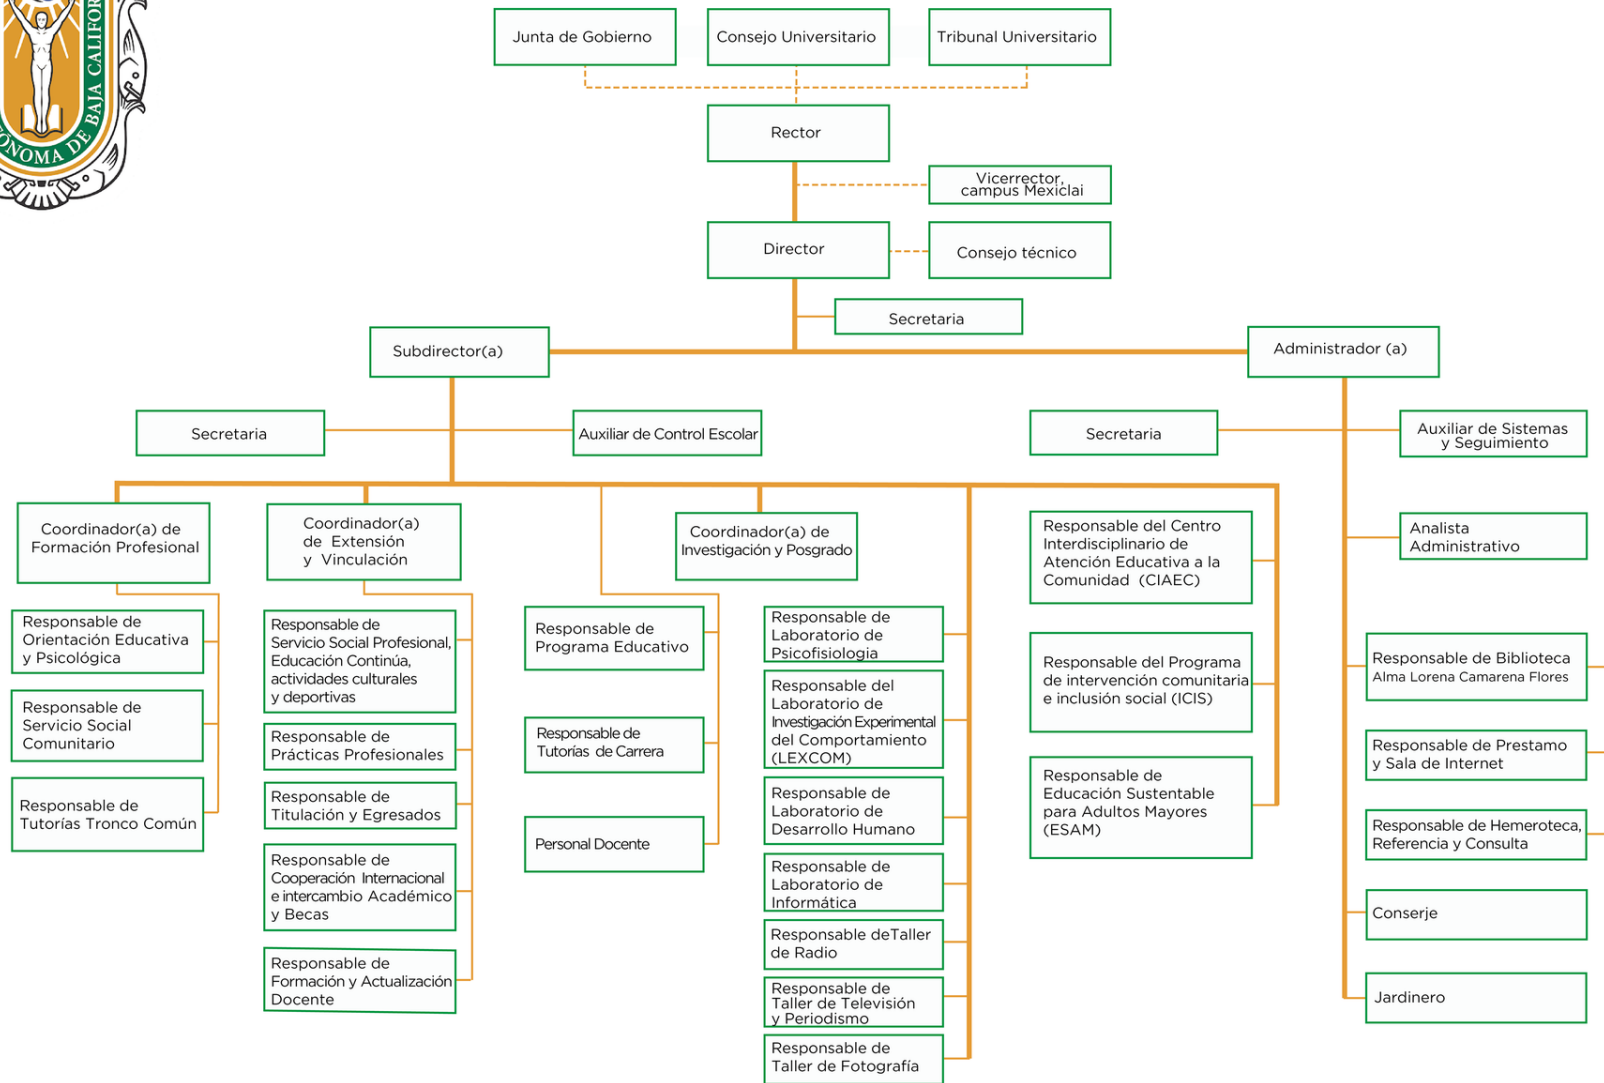 ÓNOMA DE BAJA CALIFOR
Junta de Gobierno
Consejo Universitario
Tribunal Universitario
Rector
Vicerrector,
campus Mexiclai
Director
Consejo técnico
Secretaria
Subdirector(a)
Administrador (a)
Secretaria
Auxiliar de Control Escolar
Secretaria
Auxiliar de Sistemas
y Seguimiento
Coordinador(a) de
Formación Profesional
Coordinador(a)
de Extensión
y Vinculación
Coordinador(a) de
Investigación y Posgrado
Responsable del Centro
Interdisciplinario de
Atención Educativa a la
Comunidad (CIAEC)
Analista
Administrativo
Responsable de
Orientación Educativa
y Psicológica
Responsable de
Servicio Social
Comunitario
Responsable de
Tutorías Tronco Común
Responsable de
Servicio Social Profesional,
Educación Continúa,
actividades culturales
y deportivas
Responsable de
Prácticas Profesionales
Responsable de
Titulación y Egresados
Responsable de
Cooperación Internacional
e intercambio Académico
y Becas
Responsable de
Formación y Actualización
Docente
Responsable de
Programa Educativo
Responsable de
Tutorías de Carrera
Personal Docente
Responsable de
Laboratorio de
Psicofisiologia
Responsable del
Laboratorio de
Investigación Experimental
del Comportamiento
(LEXCOM)
Responsable de
Laboratorio de
Desarrollo Humano
Responsable de
Laboratorio de
Informática
Responsable deTaller
de Radio
Responsable de
Taller de Televisión
y Periodismo
Responsable de
Taller de Fotografía
Responsable del Programa
de intervención comunitaria
e inclusión social (ICIS)
Responsable de
Educación Sustentable
para Adultos Mayores
(ESAM)
Responsable de Biblioteca
Alma Lorena Camarena Flores
Responsable de Prestamo
y Sala de Internet
Responsable de Hemeroteca,
Referencia y Consulta
Conserje
Jardinero